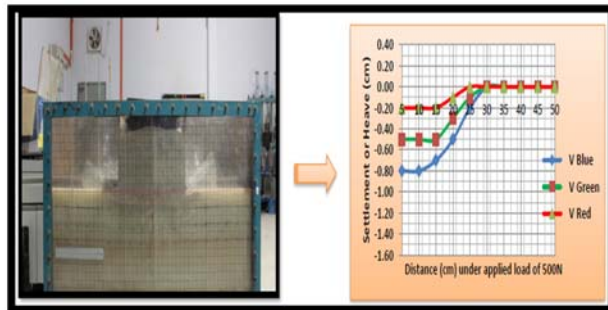 0.40
0.20
0.00
-0.20
-0.40
-0.60
-0.80
-1.00
-1.20
-1.40
-1.60
5 10 15 20 25 30 35 40 45 50
Settlement or Heave (cm)
Distance (cm) under applied load of 500N
V Blue
V Green
V Red